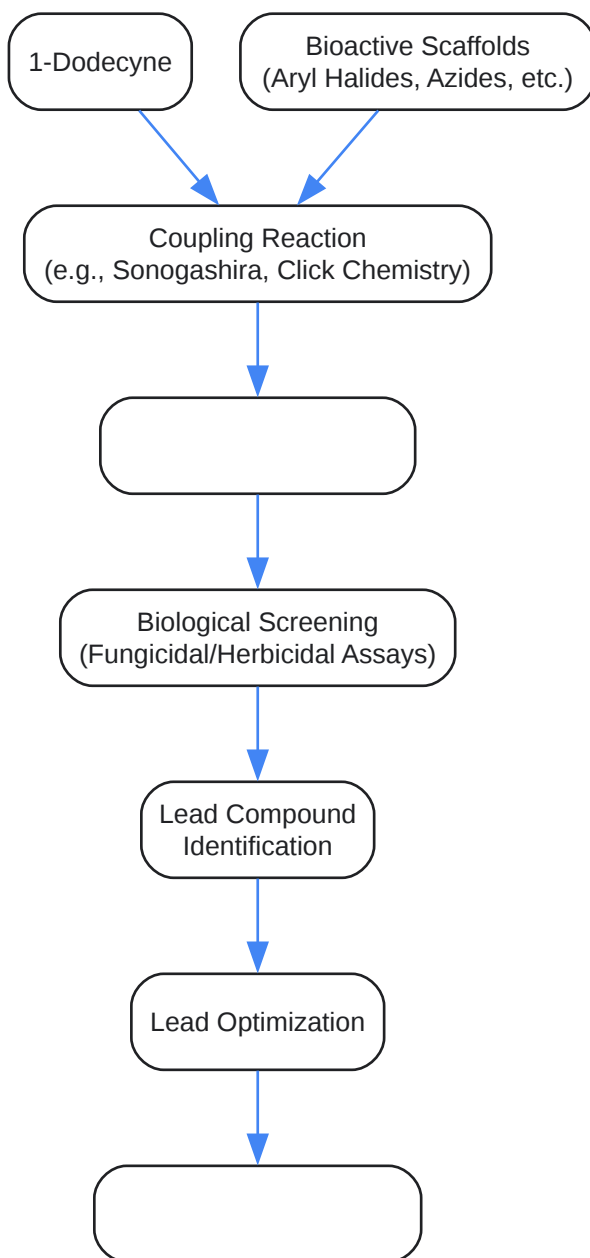 1-Dodecyne
Bioactive Scaffolds
(Aryl Halides, Azides, etc.)
Coupling Reaction
(e.g., Sonogashira, Click Chemistry)
Biological Screening
(Fungicidal/Herbicidal Assays)
Lead Compound
Identification
Lead Optimization